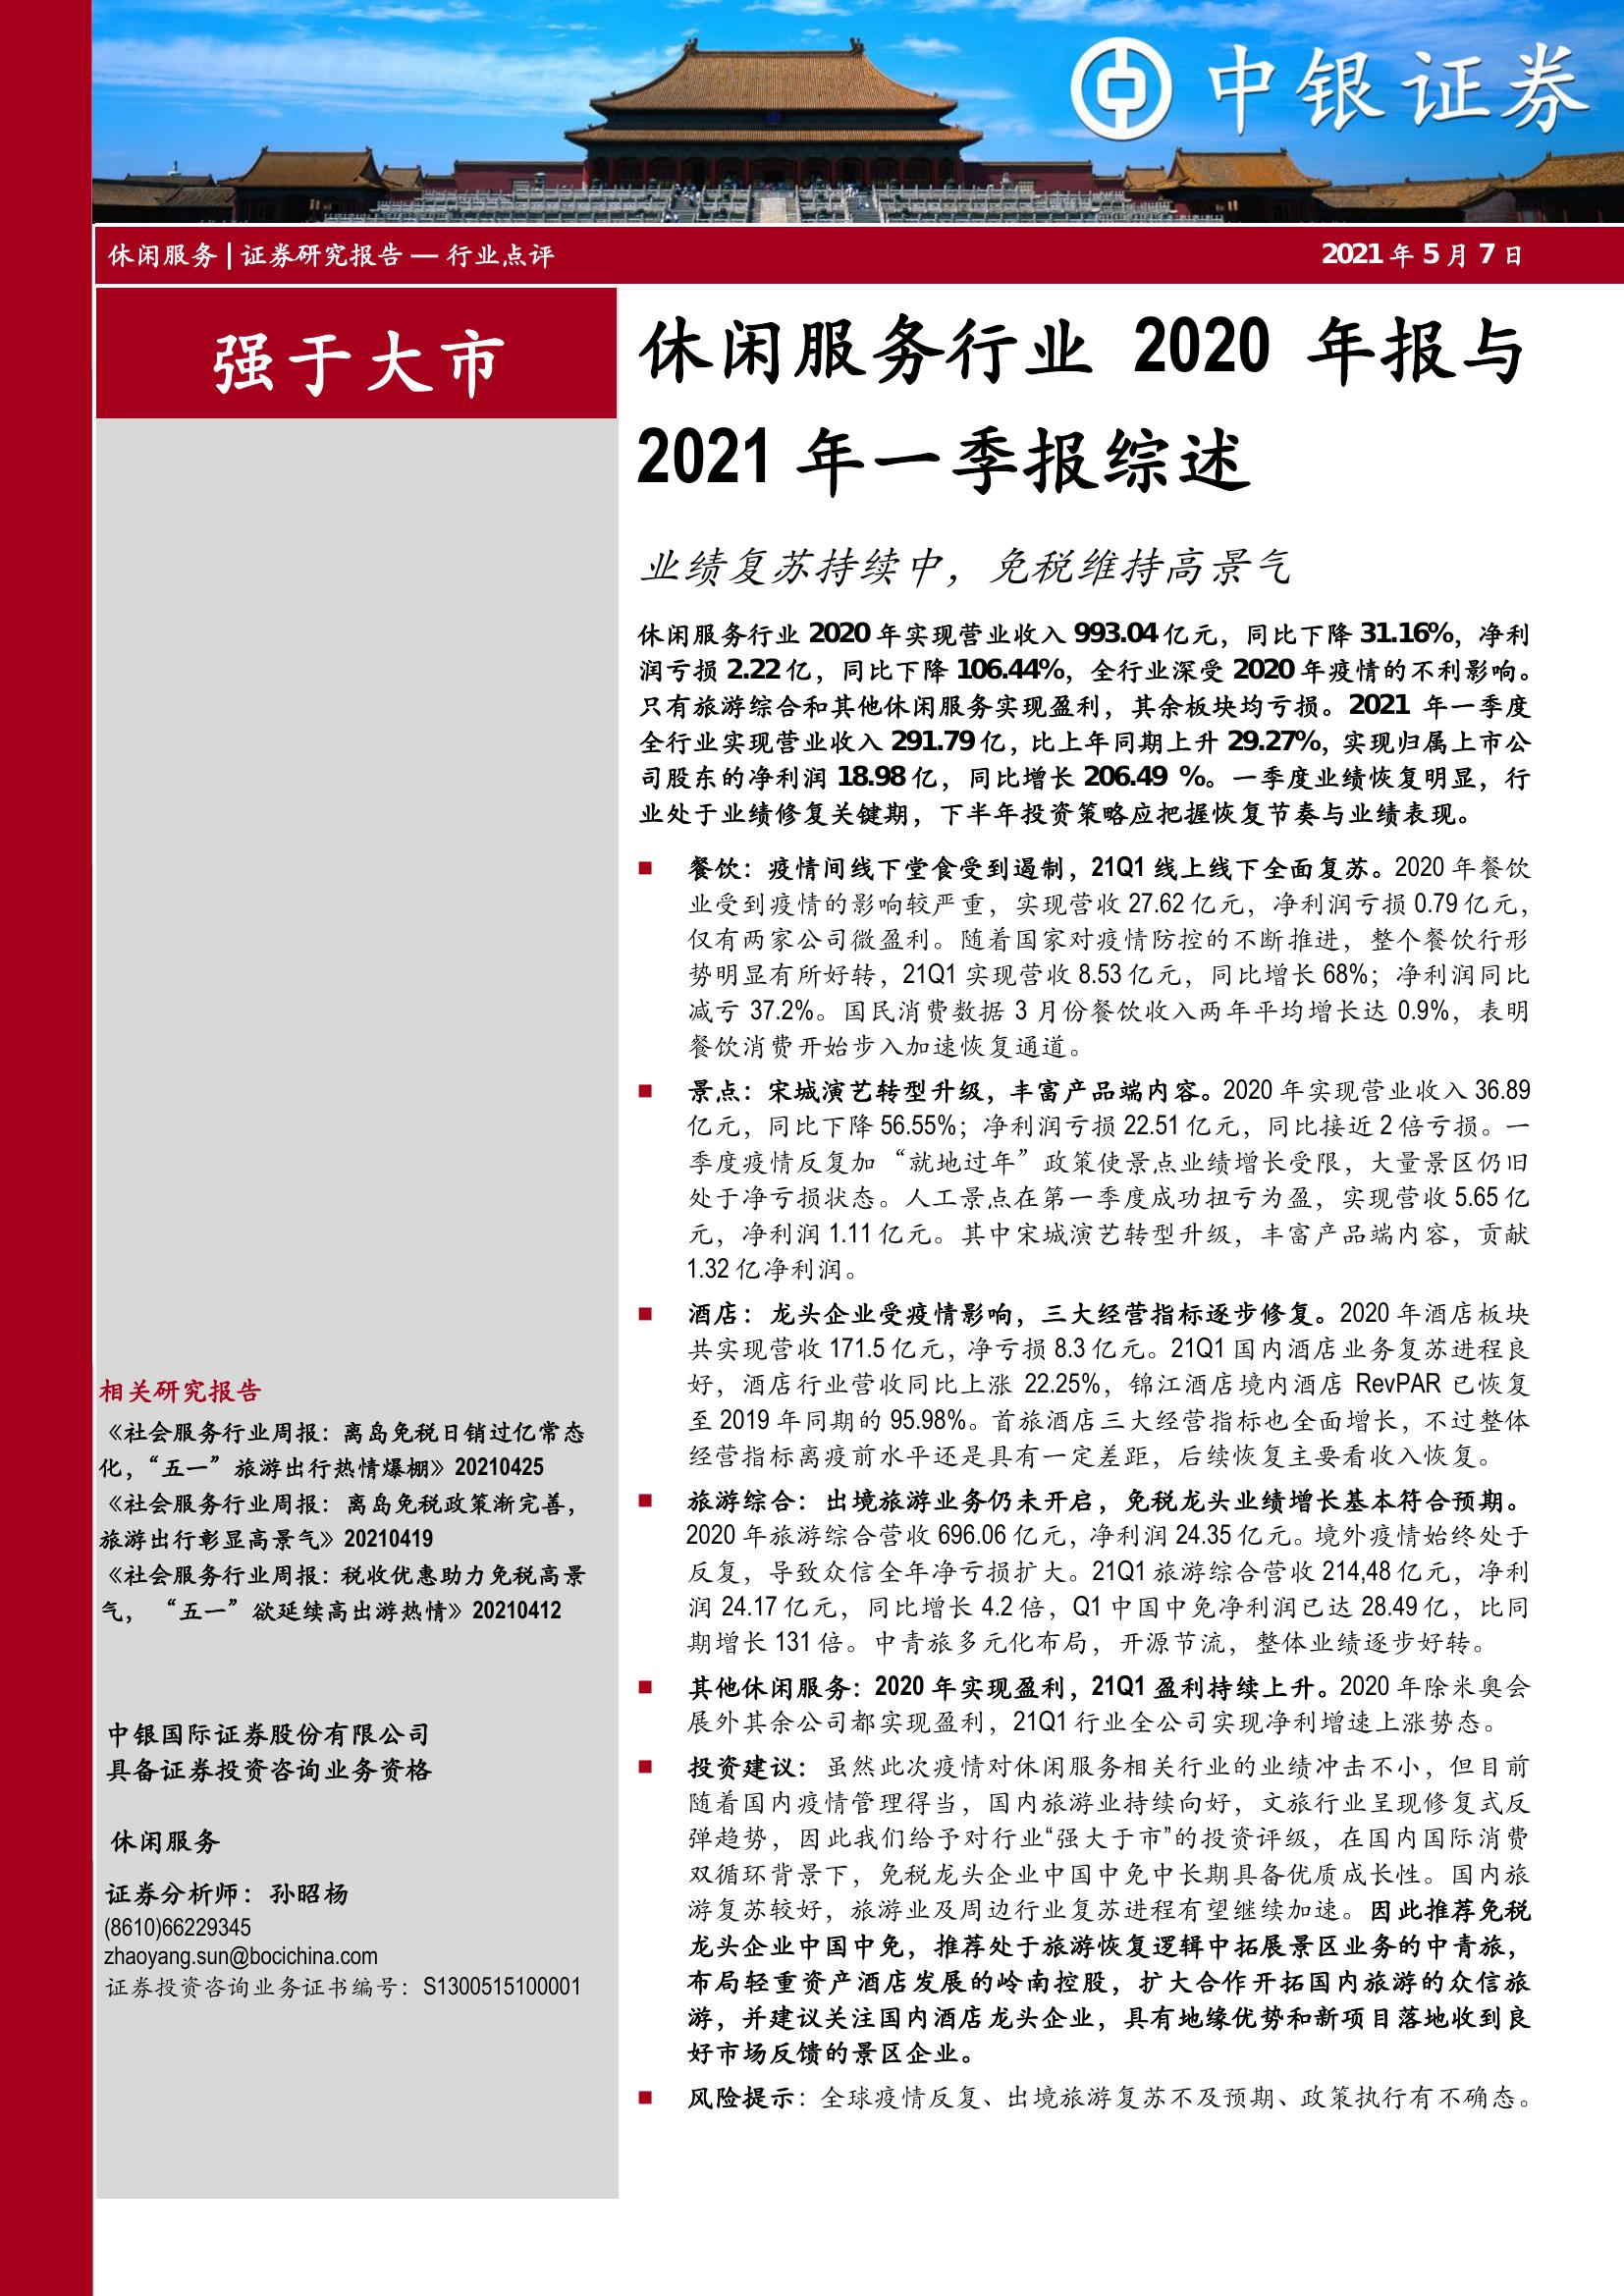 中银证券
休闲服务 | 证券研究报告 — 行业点评
2021 年 5 月 7 日
强于大市
休闲服务行业 2020 年报与
2021 年一季报综述
业绩复苏持续中，免税维持高景气
休闲服务行业 2020 年实现营业收入 993.04 亿元，同比下降 31.16%，净利
润亏损 2.22 亿，同比下降 106.44%，全行业深受 2020 年疫情的不利影响。
只有旅游综合和其他休闲服务实现盈利，其余板块均亏损。2021 年一季度
全行业实现营业收入 291.79 亿，比上年同期上升 29.27%，实现归属上市公
司股东的净利润 18.98 亿，同比增长 206.49 %。一季度业绩恢复明显，行
业处于业绩修复关键期，下半年投资策略应把握恢复节奏与业绩表现。
■ 餐饮：疫情间线下堂食受到遏制，21Q1 线上线下全面复苏。2020 年餐饮
业受到疫情的影响较严重，实现营收 27.62 亿元，净利润亏损 0.79 亿元，
仅有两家公司微盈利。随着国家对疫情防控的不断推进，整个餐饮行形
势明显有所好转，21Q1 实现营收 8.53 亿元，同比增长 68%；净利润同比
减亏 37.2%。国民消费数据 3 月份餐饮收入两年平均增长达 0.9%，表明
餐饮消费开始步入加速恢复通道。
■ 景点：宋城演艺转型升级，丰富产品端内容。2020 年实现营业收入 36.89
亿元，同比下降 56.55%；净利润亏损 22.51 亿元，同比接近 2 倍亏损。一
季度疫情反复加“就地过年”政策使景点业绩增长受限，大量景区仍旧
处于净亏损状态。人工景点在第一季度成功扭亏为盈，实现营收 5.65 亿
元，净利润 1.11 亿元。其中宋城演艺转型升级，丰富产品端内容，贡献
1.32 亿净利润。
■ 酒店：龙头企业受疫情影响，三大经营指标逐步修复。2020 年酒店板块
共实现营收 171.5 亿元，净亏损 8.3 亿元。21Q1 国内酒店业务复苏进程良
好，酒店行业营收同比上涨 22.25%，锦江酒店境内酒店 RevPAR 已恢复
至 2019 年同期的 95.98%。首旅酒店三大经营指标也全面增长，不过整体
经营指标离疫前水平还是具有一定差距，后续恢复主要看收入恢复。
■ 旅游综合：出境旅游业务仍未开启，免税龙头业绩增长基本符合预期。
2020 年旅游综合营收 696.06 亿元，净利润 24.35 亿元。境外疫情始终处于
反复，导致众信全年净亏损扩大。21Q1 旅游综合营收 214,48 亿元，净利
润 24.17 亿元，同比增长 4.2 倍，Q1 中国中免净利润已达 28.49 亿，比同
期增长 131 倍。中青旅多元化布局，开源节流，整体业绩逐步好转。
■ 其他休闲服务：2020 年实现盈利，21Q1 盈利持续上升。2020 年除米奥会
展外其余公司都实现盈利，21Q1 行业全公司实现净利增速上涨势态。
■ 投资建议：虽然此次疫情对休闲服务相关行业的业绩冲击不小，但目前
随着国内疫情管理得当，国内旅游业持续向好，文旅行业呈现修复式反
弹趋势，因此我们给予对行业“强大于市”的投资评级，在国内国际消费
双循环背景下，免税龙头企业中国中免中长期具备优质成长性。国内旅
游复苏较好，旅游业及周边行业复苏进程有望继续加速。因此推荐免税
龙头企业中国中免，推荐处于旅游恢复逻辑中拓展景区业务的中青旅，
布局轻重资产酒店发展的岭南控股，扩大合作开拓国内旅游的众信旅
游，并建议关注国内酒店龙头企业，具有地缘优势和新项目落地收到良
好市场反馈的景区企业。
■ 风险提示：全球疫情反复、出境旅游复苏不及预期、政策执行有不确态。
相关研究报告
《社会服务行业周报：离岛免税日销过亿常态
化，“五一”旅游出行热情爆棚》20210425
《社会服务行业周报：离岛免税政策渐完善，
旅游出行彰显高景气》20210419
《社会服务行业周报：税收优惠助力免税高景
气， “五一”欲延续高出游热情》20210412
中银国际证券股份有限公司
具备证券投资咨询业务资格
休闲服务
证券分析师：孙昭杨
(8610)66229345
zhaoyang.sun@bocichina.com
证券投资咨询业务证书编号：S1300515100001